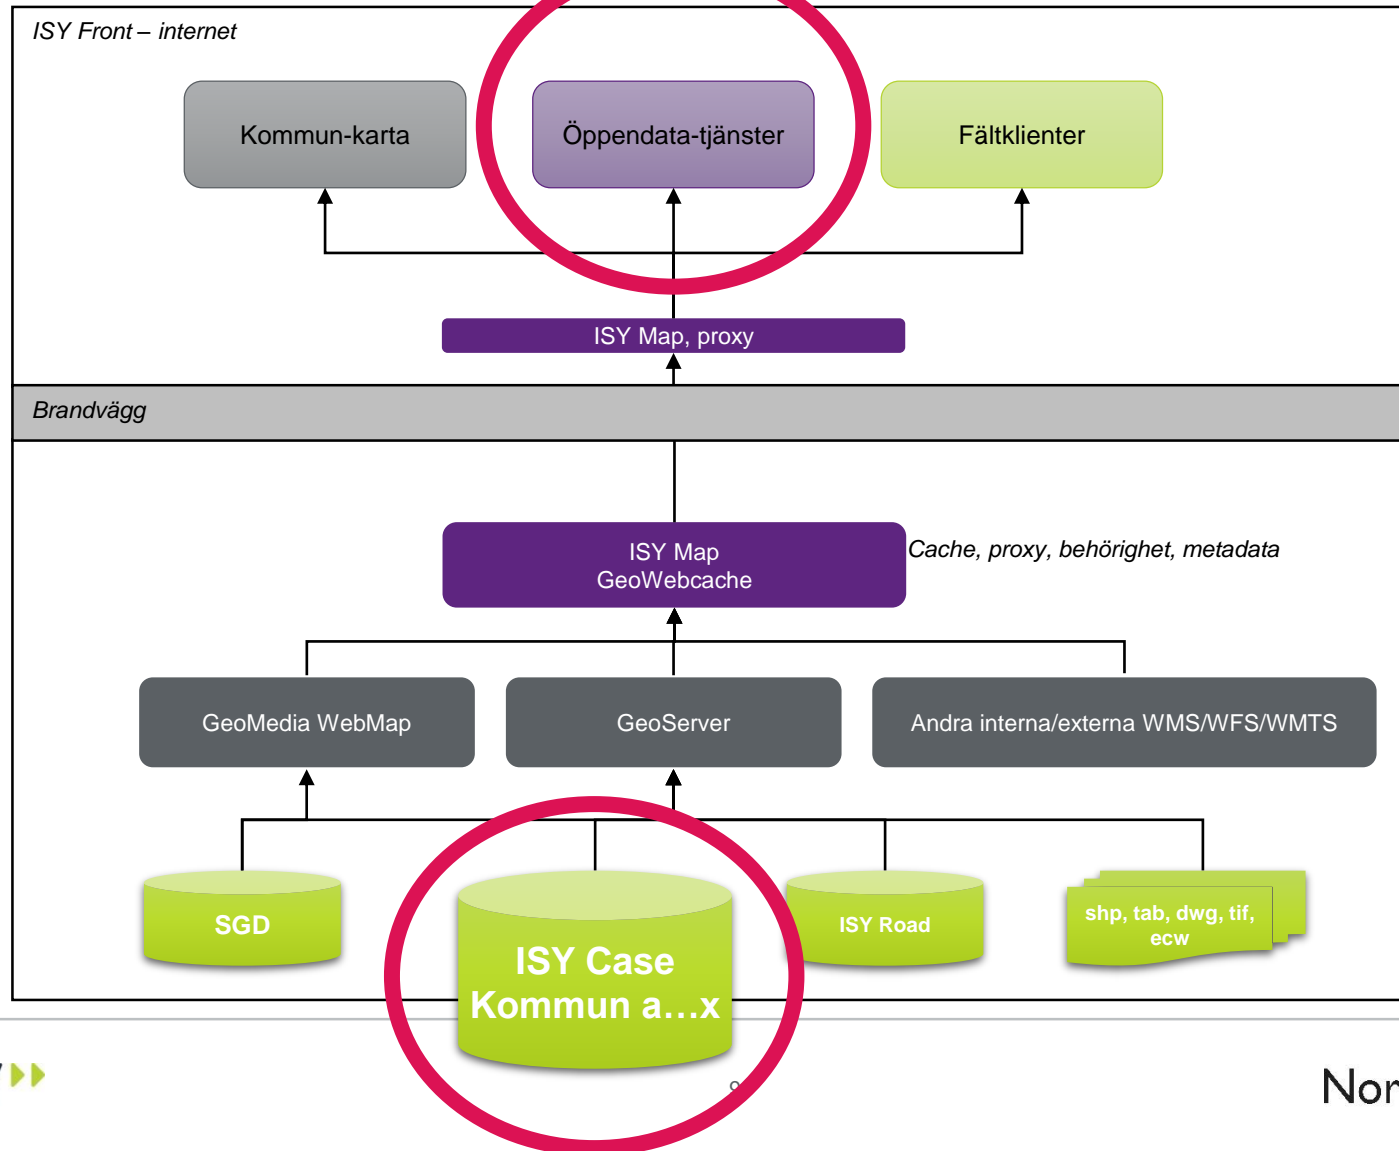 ISY Front – internet
Kommun-karta
Öppendata-tjänster
Fältklienter
ISY Map, proxy
Brandvägg
ISY Map
GeoWebcache
Cache, proxy, behörighet, metadata
GeoMedia WebMap
GeoServer
Andra interna/externa WMS/WFS/WMTS
SGD
ISY Case
Kommun a…x
ISY Road
shp, tab, dwg, tif,
ecw
Nor